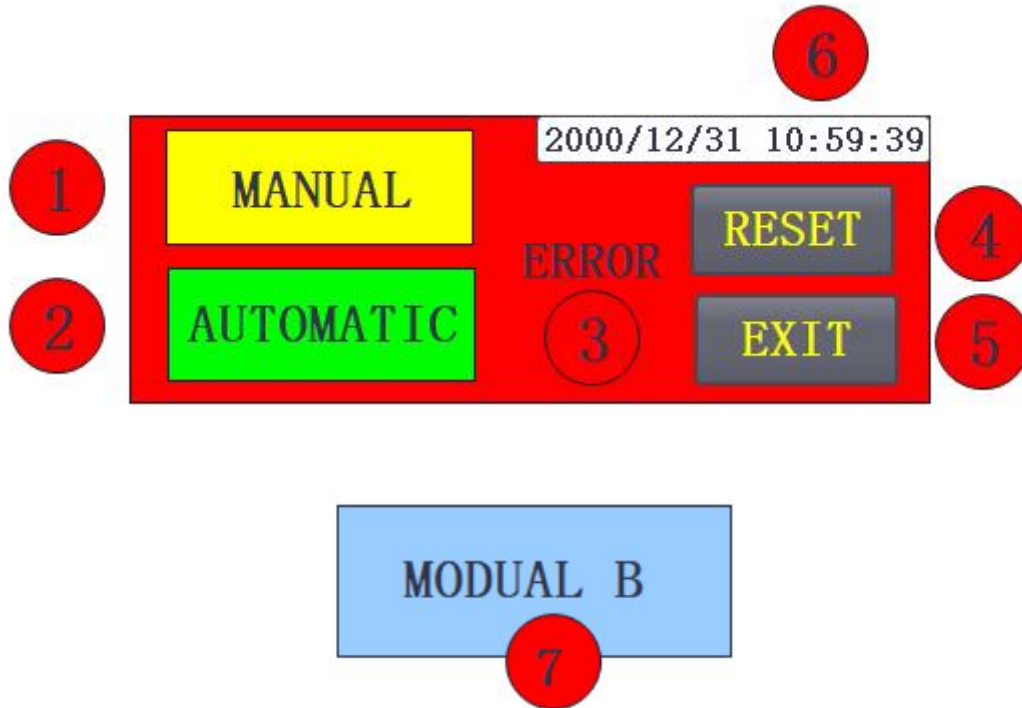 6
2000/12/31 10:59:39
1
MANUAL
RESET
4
ERROR
2
AUTOMATIC
3
EXIT
5
MODUAL B
7